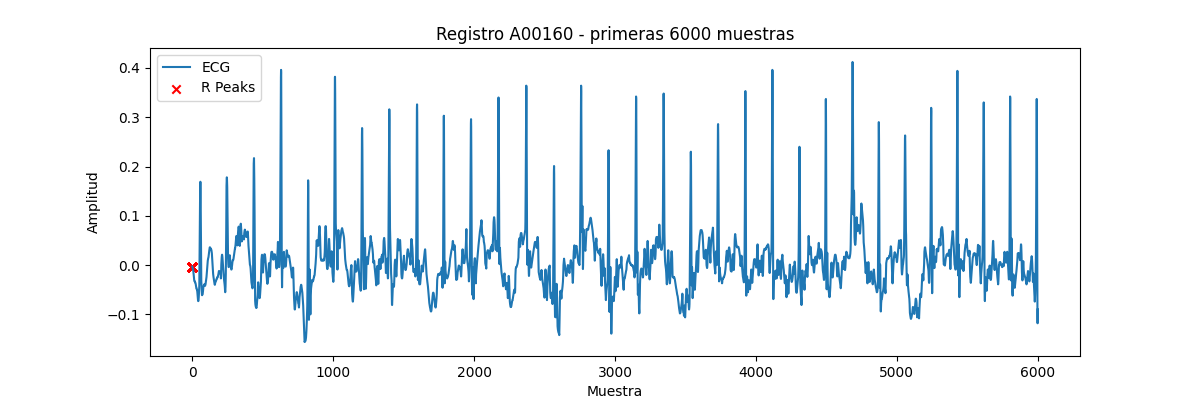 Registro A00160 - primeras 6000 muestras
ECG
R Peaks
Amplitud
0.4
0.3
0.2
0.1
0.0
−0.1
0 1000 2000 3000 4000 5000 6000
Muestra